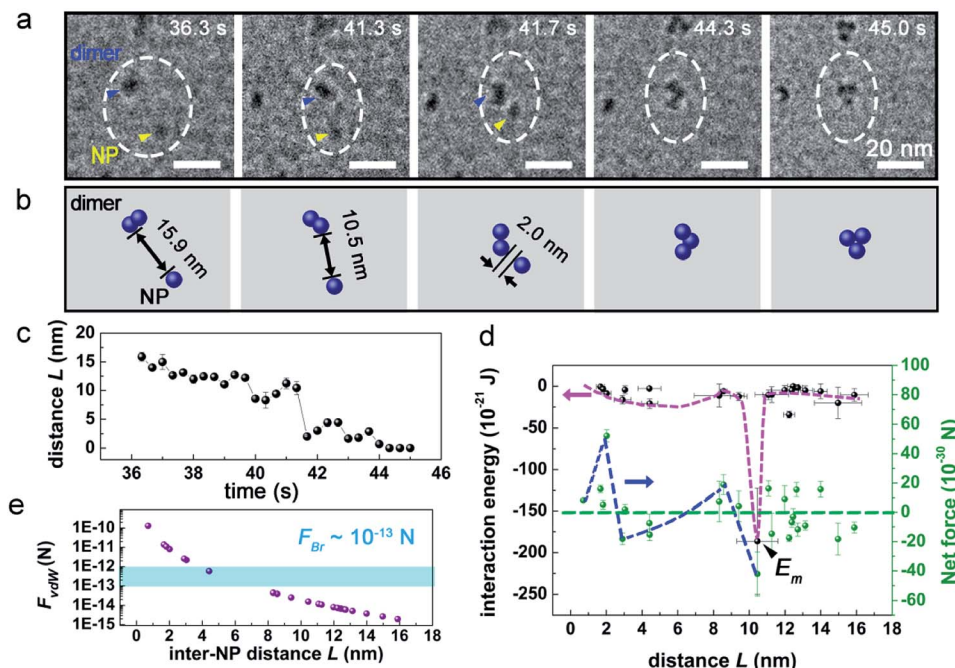 a
36.3 s
41.3 s
41.7 s
44.3 s
45.0 s
dimer
NP
20 nm
b
dimer
15.9 nm
NP
10.5 nm
2.0 nm
c
distance L (nm)
20
15
10
5
0
36
38
40
42
44
46
time (s)
d
interaction energy (10⁻²¹ J)
0
-50
-100
-150
-200
-250
0
2
4
6
8
10
12
14
16
18
distance L (nm)
Eₘ
100
80
60
40
20
0
-20
-40
-60
Net force (10⁻³⁰ N)
e
F_vdW (N)
1E-10
1E-11
1E-12
1E-13
1E-14
1E-15
F_Br ~ 10⁻¹³ N
0
2
4
6
8
10
12
14
16
18
inter-NP distance L (nm)